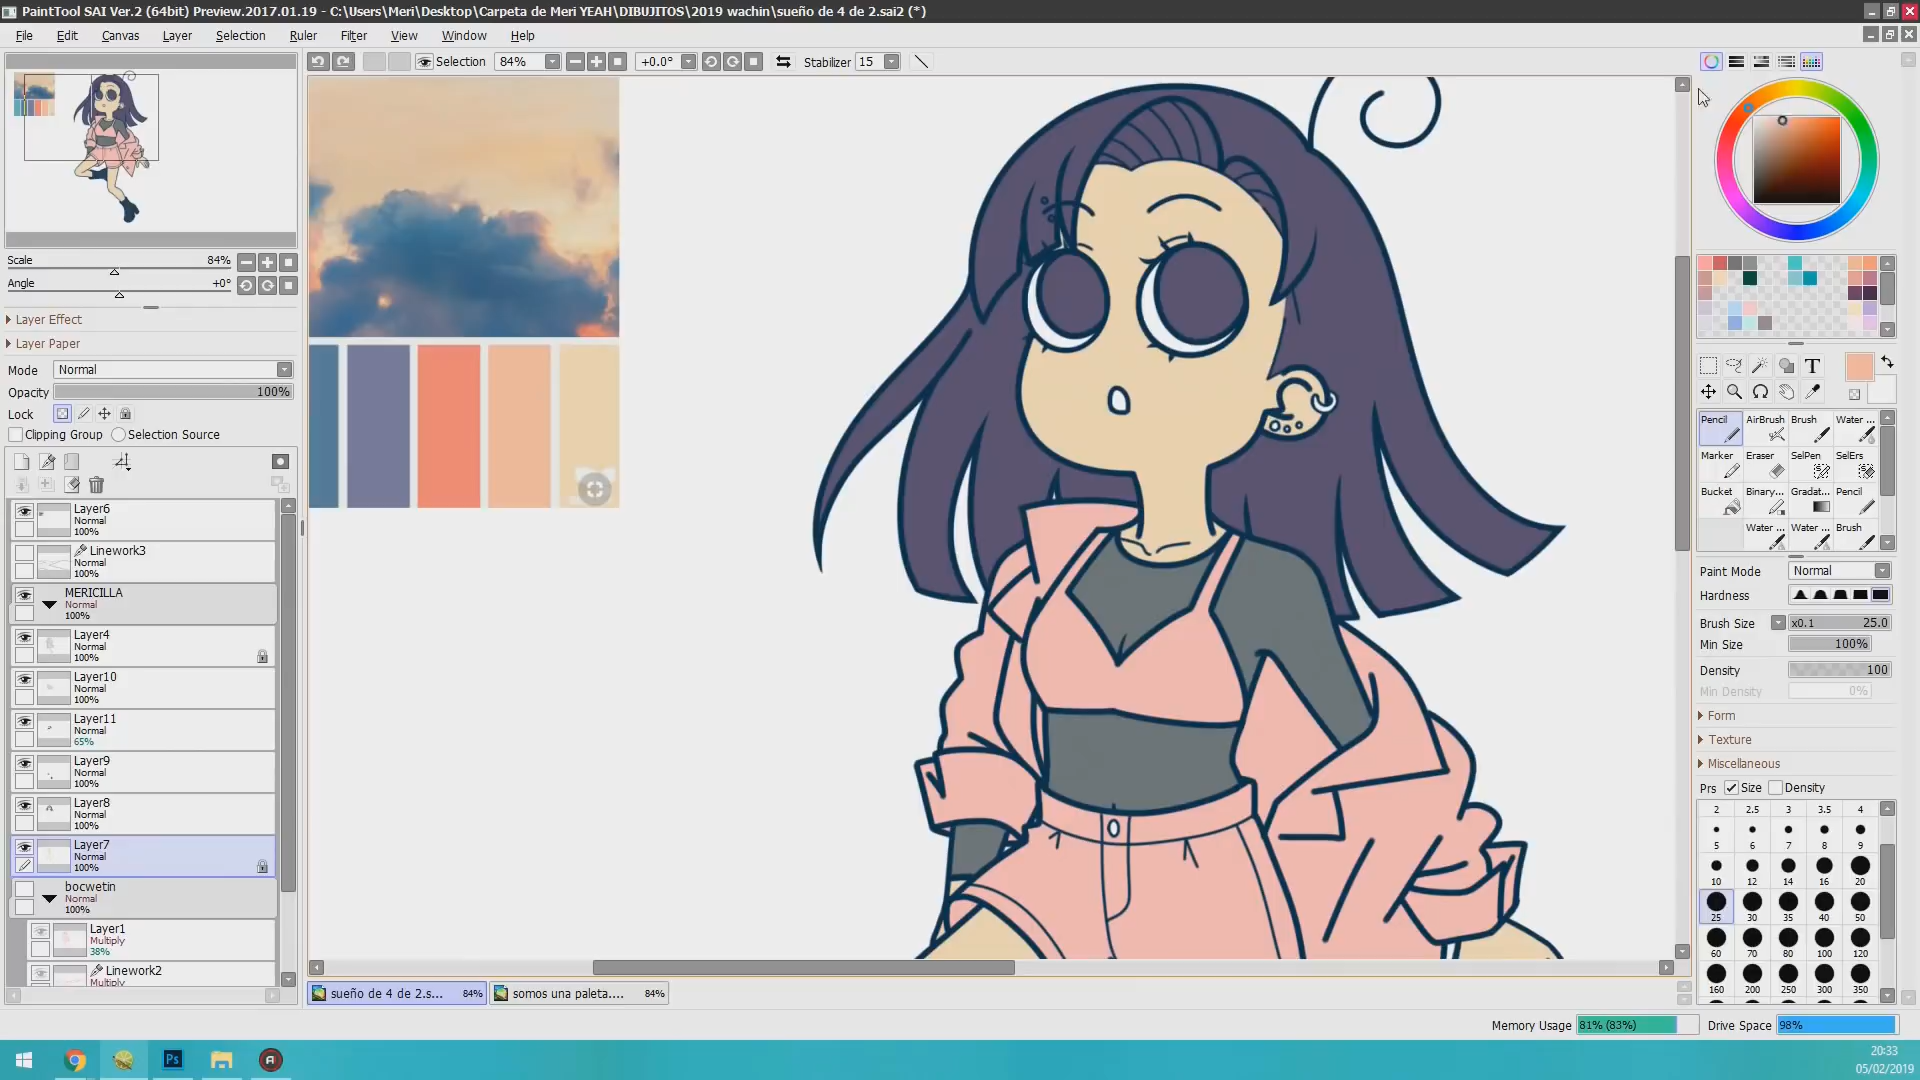 PaintTool SAI Ver.2 (64bit) Preview.2017.01.19 - C:\Users\Meri\Desktop\Carpeta de Meri YEAH\DIBUJITOS\2019 wachin\sueño de 4 de 2.sai2 (*)
File Edit Canvas Layer Selection Ruler Filter View Window Help
Selection 84% +0.0° Stabilizer 15
Scale 84%
Angle +0°
Layer Effect
Layer Paper
Mode Normal
Opacity 100%
Lock
Clipping Group Selection Source
Layer6
Normal
100%
Linework3
Normal
100%
MERICILLA
Normal
100%
Layer4
Normal
100%
Layer10
Normal
100%
Layer11
Normal
65%
Layer9
Normal
100%
Layer8
Normal
100%
Layer7
Normal
100%
bocwetin
Normal
100%
Layer1
Multiply
38%
Linework2
Multiply
sueño de 4 de 2.s... 84% somos una paleta.... 84%
T
Pencil AirBrush Brush Water ...
Marker Eraser SelPen SelErs
Bucket Binary... Gradat... Pencil
Water ... Water ... Brush
Paint Mode Normal
Hardness
Brush Size x0.1 25.0
Min Size 100%
Density 100
Min Density 0%
Form
Texture
Miscellaneous
Prs Size Density
2 2.5 3 3.5 4
5 6 7 8 9
10 12 14 16 20
25 30 35 40 50
60 70 80 100 120
160 200 250 300 350
Memory Usage 81% (83%) Drive Space 98%
Ps
20:33
05/02/2019